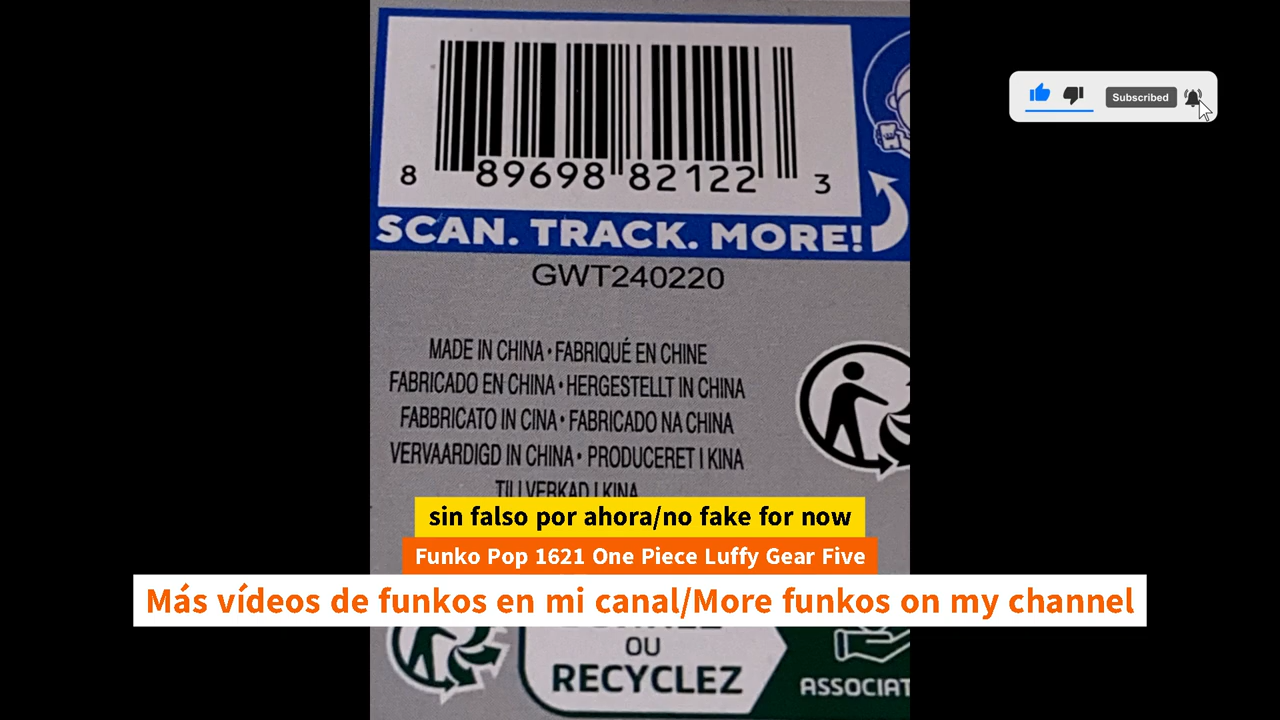 8 89698 82122 3
Subscribed
SCAN. TRACK. MORE!
GWT240220
MADE IN CHINA • FABRIQUÉ EN CHINE
FABRICADO EN CHINA • HERGESTELLT IN CHINA
FABBRICATO IN CINA • FABRICADO NA CHINA
VERVAARDIGD IN CHINA • PRODUCERET I KINA
TILLVERKAD I KINA
sin falso por ahora/no fake for now
Funko Pop 1621 One Piece Luffy Gear Five
Más vídeos de funkos en mi canal/More funkos on my channel
OU
RECYCLEZ